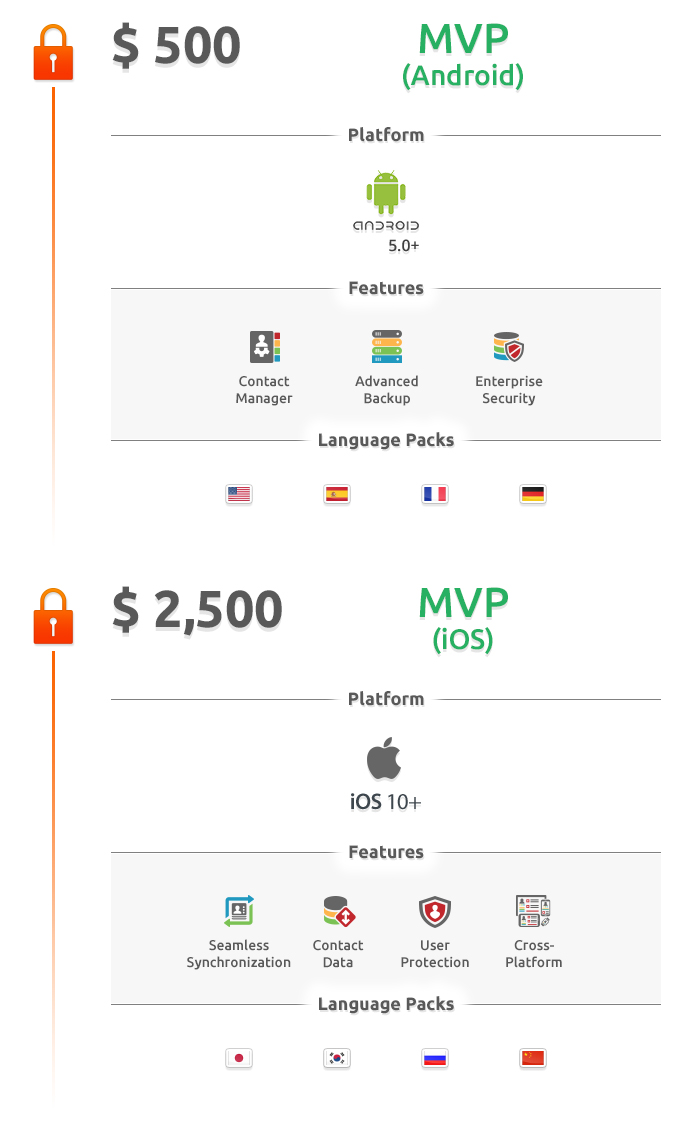 $ 500
MVP
(Android)
Platform
ANDROID
5.0+
Features
Contact
Manager
Advanced
Backup
Enterprise
Security
Language Packs
$ 2,500
MVP
(iOS)
Platform
iOS 10+
Features
Seamless
Synchronization
Contact
Data
User
Protection
Cross-
Platform
Language Packs